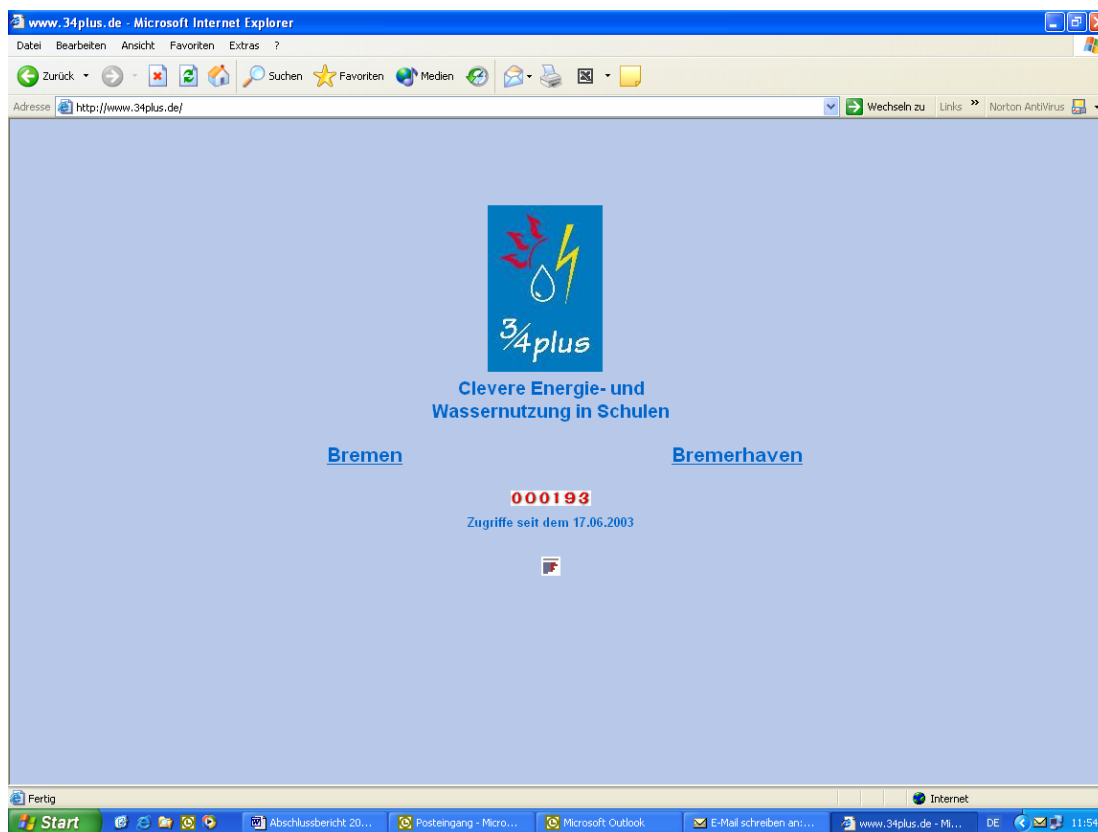 www.34plus.de - Microsoft Internet Explorer
Datei Bearbeiten Ansicht Favoriten Extras ?
Zurück Suchen Favoriten Medien
Adresse http://www.34plus.de/ Wechseln zu Links » Norton AntiVirus
3/4plus
Clevere Energie- und
Wassernutzung in Schulen
Bremen Bremerhaven
000193
Zugriffe seit dem 17.06.2003
F
Fertig Internet
Start Abschlussbericht 20... Posteingang - Micro... Microsoft Outlook E-Mail schreiben an:... www.34plus.de - Mi... DE 11:54